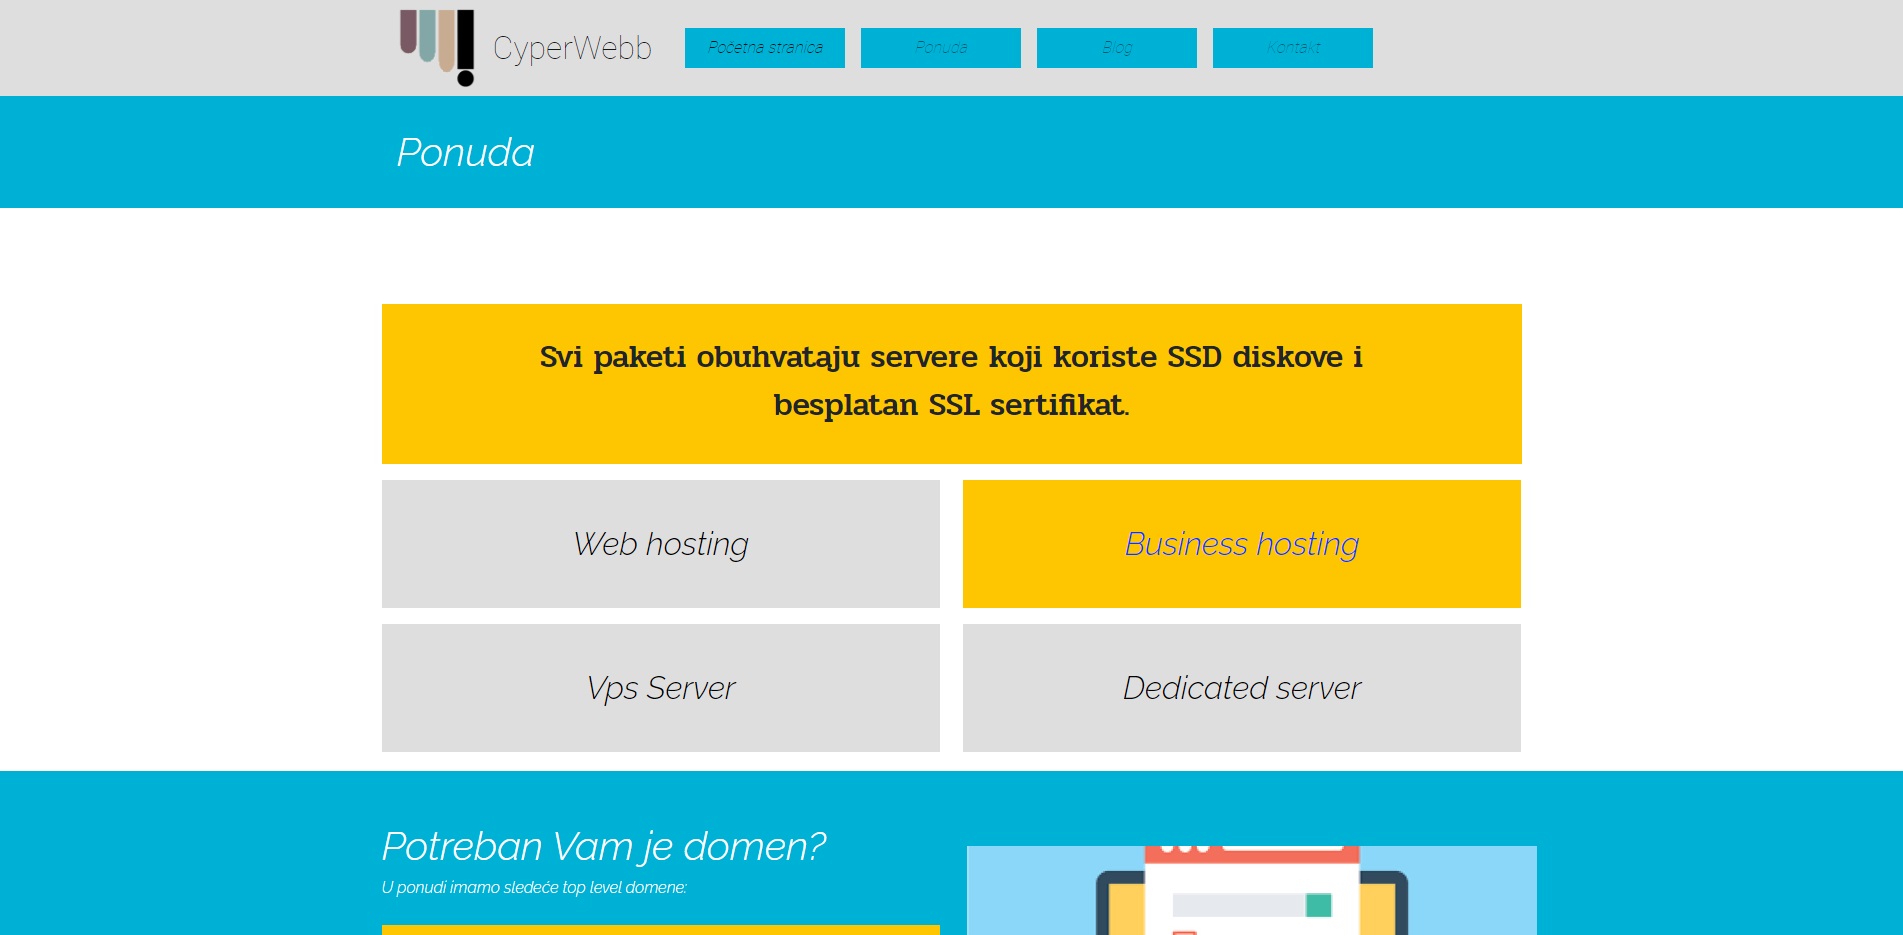 CyperWebb
Početna stranica
Ponuda
Blog
Kontakt
Ponuda
Svi paketi obuhvataju servere koji koriste SSD diskove i
besplatan SSL sertifikat.
Web hosting
Business hosting
Vps Server
Dedicated server
Potreban Vam je domen?
U ponudi imamo sledeće top level domene: